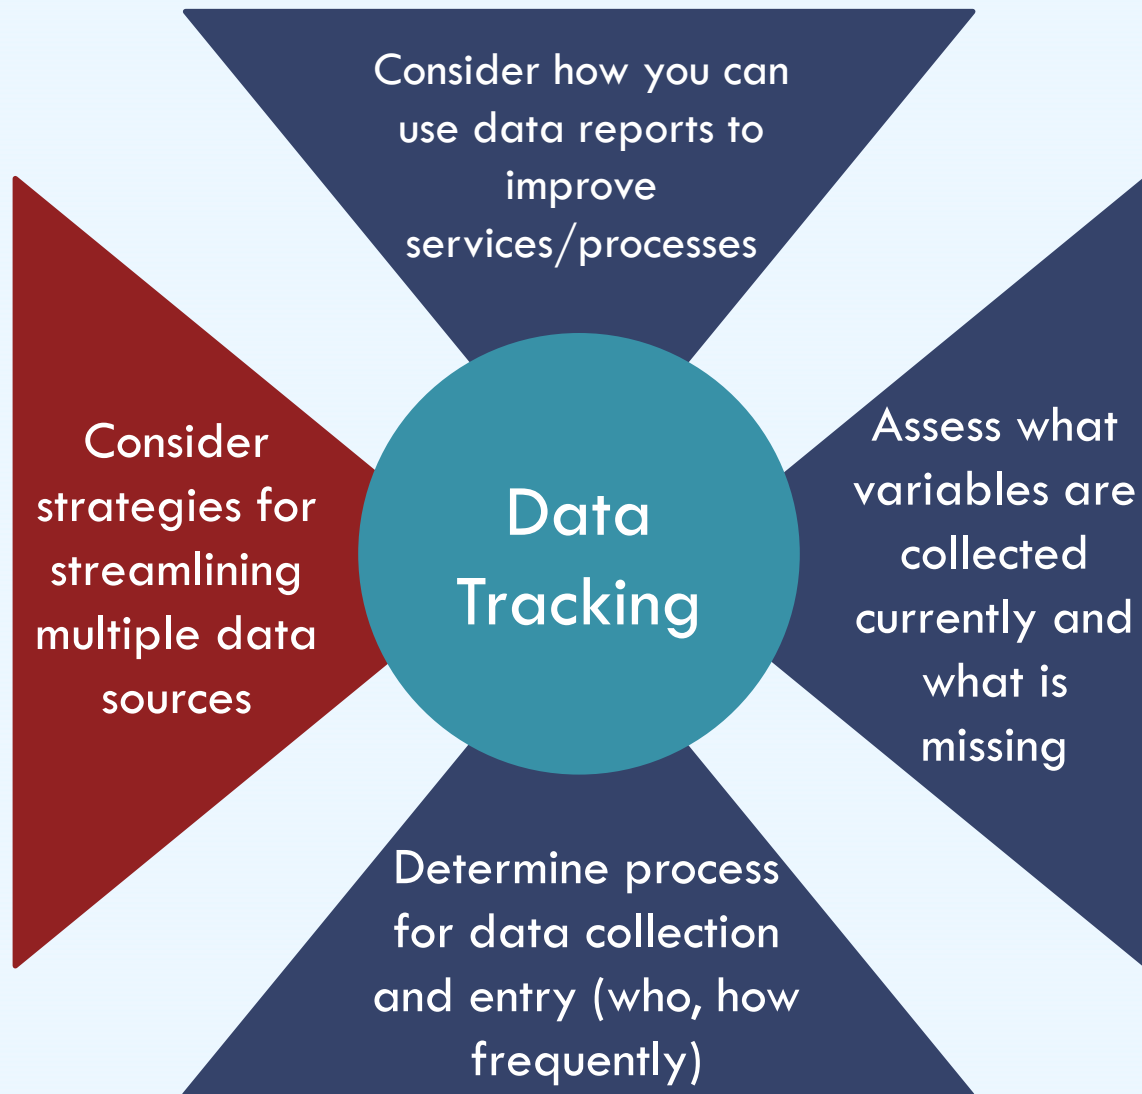 Consider how you can
use data reports to
improve
services/processes
Consider
strategies for
streamlining
multiple data
sources
Data
Tracking
Assess what
variables are
collected
currently and
what is
missing
Determine process
for data collection
and entry (who, how
frequently)